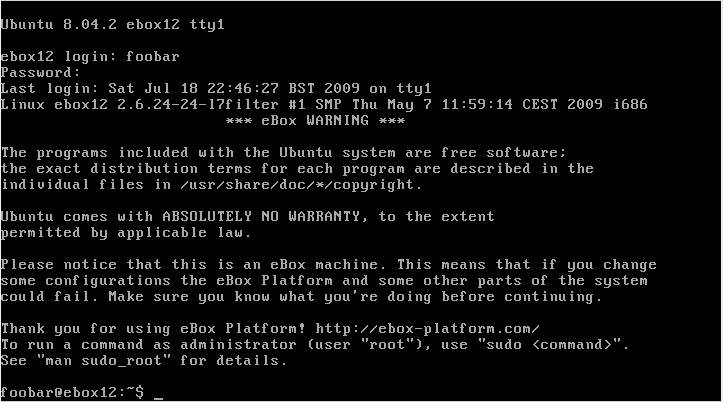 Ubuntu 8.04.2 ebox12 tty1
ebox12 login: foobar
Password:
Last login: Sat Jul 18 22:46:27 BST 2009 on tty1
Linux ebox12 2.6.24-24-l7filter #1 SMP Thu May 7 11:59:14 CEST 2009 i686
*** eBox WARNING ***
The programs included with the Ubuntu system are free software;
the exact distribution terms for each program are described in the
individual files in /usr/share/doc/*/copyright.
Ubuntu comes with ABSOLUTELY NO WARRANTY, to the extent
permitted by applicable law.
Please notice that this is an eBox machine. This means that if you change
some configurations the eBox Platform and some other parts of the system
could fail. Make sure you know what you're doing before continuing.
Thank you for using eBox Platform! http://ebox-platform.com/
To run a command as administrator (user "root"), use "sudo <command>".
See "man sudo_root" for details.
foobar@ebox12:~$ _